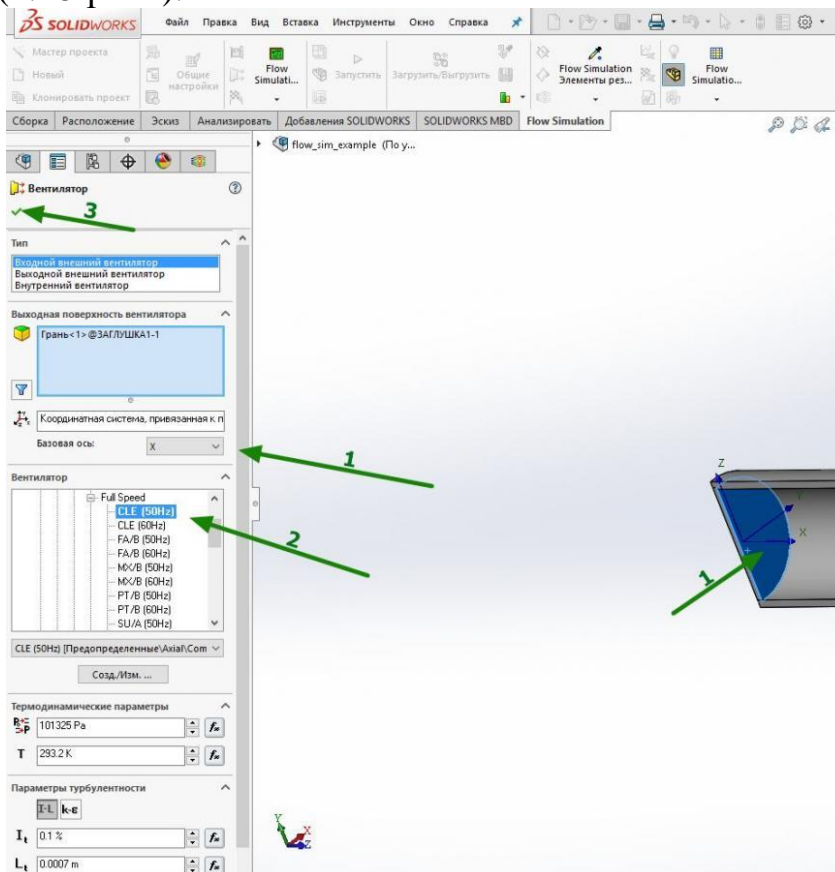 SOLIDWORKS Файл Правка Вид Вставка Инструменты Окно Справка
Мастер проекта
Новый
Клонировать проект
Общие настройки
Flow Simulati...
Запустить
Загрузить/Выгрузить
Flow Simulation Элементы рез...
Flow Simulatio...
Сборка Расположение Эскиз Анализировать Добавления SOLIDWORKS SOLIDWORKS MBD Flow Simulation
flow_sim_example (По у...
Вентилятор
3
Тип
Входной внешний вентилятор
Выходной внешний вентилятор
Внутренний вентилятор
Выходная поверхность вентилятора
Грань<1>@ЗАГЛУШКА1-1
Координатная система, привязанная к п
Базовая ось: X
1
Вентилятор
Full Speed
CLE (50Hz)
CLE (60Hz)
FA/B (50Hz)
FA/B (60Hz)
MX/B (50Hz)
MX/B (60Hz)
PT/B (50Hz)
PT/B (60Hz)
SU/A (50Hz)
2
CLE (50Hz) [Предопределенные\Axial\Com
Созд./Изм. ...
Термодинамические параметры
P 101325 Pa
T 293.2 K
Параметры турбулентности
I-L k-ε
It 0.1 %
Lt 0.0007 m
Z
Y
X
1
Y
X
Z